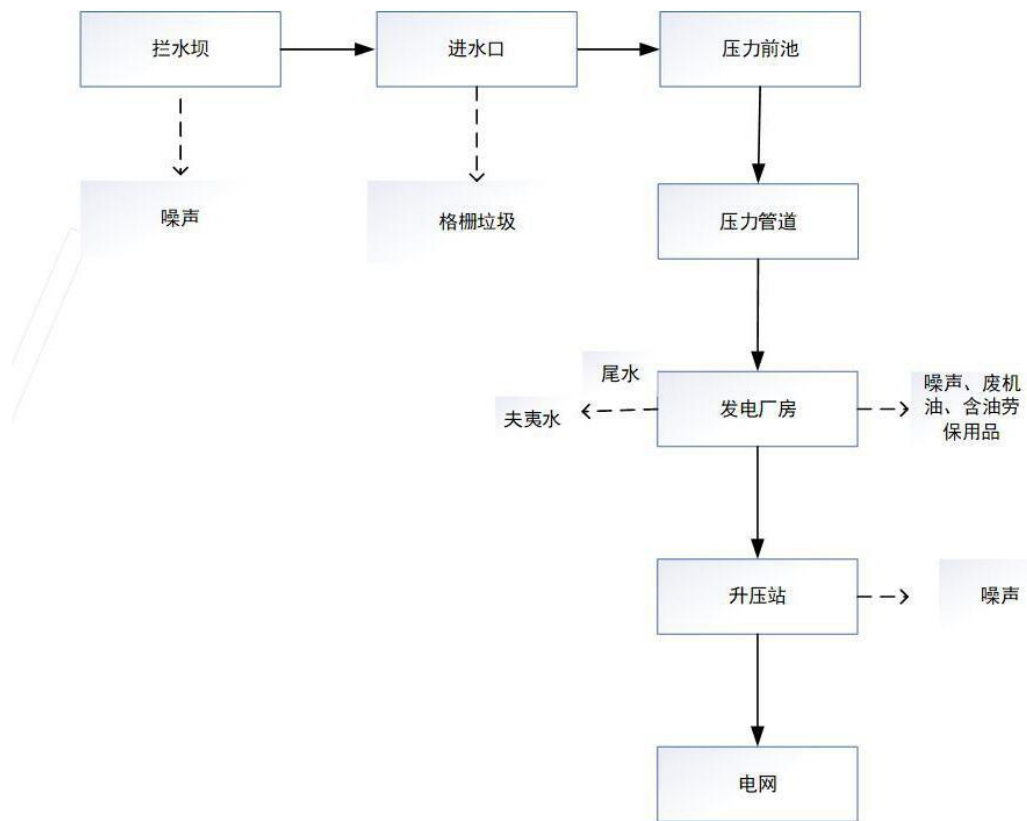 拦水坝
进水口
压力前池
噪声
格栅垃圾
压力管道
尾水
夫夷水
发电厂房
噪声、废机
油、含油劳
保用品
升压站
噪声
电网